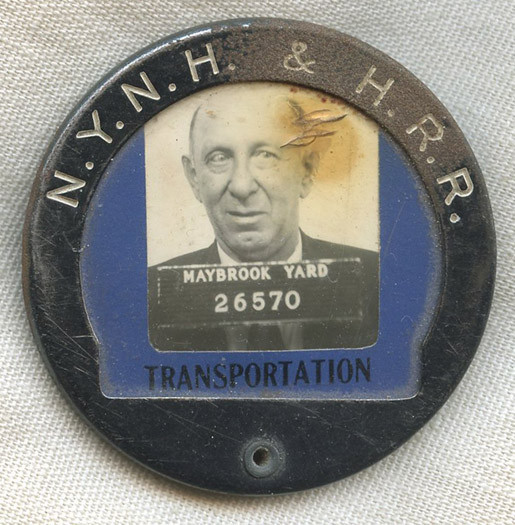 N.Y.N.H. & H.R.R.
MAYBROOK YARD
26570
TRANSPORTATION